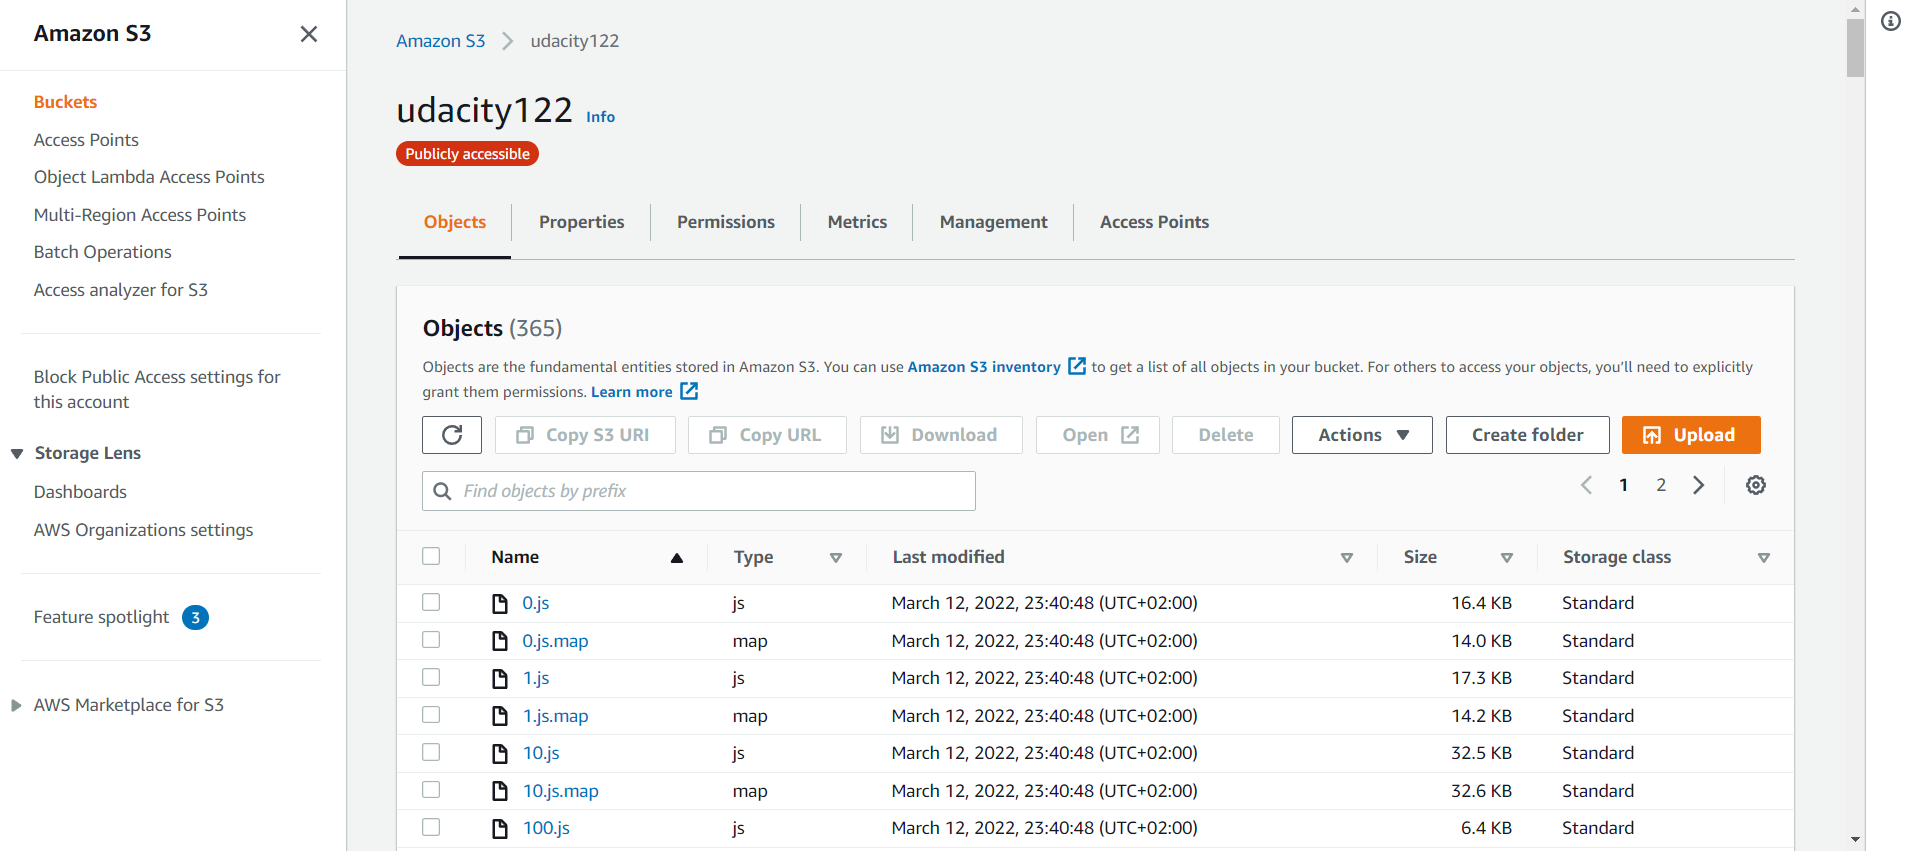 Amazon S3
Buckets
Access Points
Object Lambda Access Points
Multi-Region Access Points
Batch Operations
Access analyzer for S3
Block Public Access settings for
this account
Storage Lens
Dashboards
AWS Organizations settings
Feature spotlight 3
AWS Marketplace for S3
Amazon S3 udacity122
udacity122 Info
Publicly accessible
Objects Properties Permissions Metrics Management Access Points
Objects (365)
Objects are the fundamental entities stored in Amazon S3. You can use Amazon S3 inventory to get a list of all objects in your bucket. For others to access your objects, you’ll need to explicitly
grant them permissions. Learn more
Copy S3 URI Copy URL Download Open Delete Actions Create folder Upload
Find objects by prefix 1 2
Name Type Last modified Size Storage class
0.js js March 12, 2022, 23:40:48 (UTC+02:00) 16.4 KB Standard
0.js.map map March 12, 2022, 23:40:48 (UTC+02:00) 14.0 KB Standard
1.js js March 12, 2022, 23:40:48 (UTC+02:00) 17.3 KB Standard
1.js.map map March 12, 2022, 23:40:48 (UTC+02:00) 14.2 KB Standard
10.js js March 12, 2022, 23:40:48 (UTC+02:00) 32.5 KB Standard
10.js.map map March 12, 2022, 23:40:48 (UTC+02:00) 32.6 KB Standard
100.js js March 12, 2022, 23:40:48 (UTC+02:00) 6.4 KB Standard